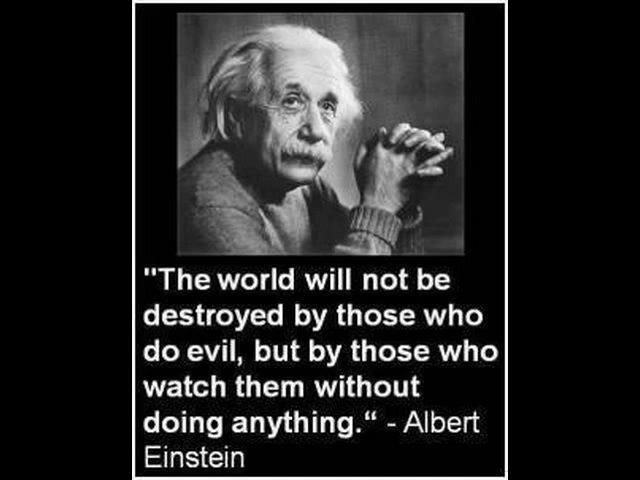 "The world will not be
destroyed by those who
do evil, but by those who
watch them without
doing anything.“ - Albert
Einstein